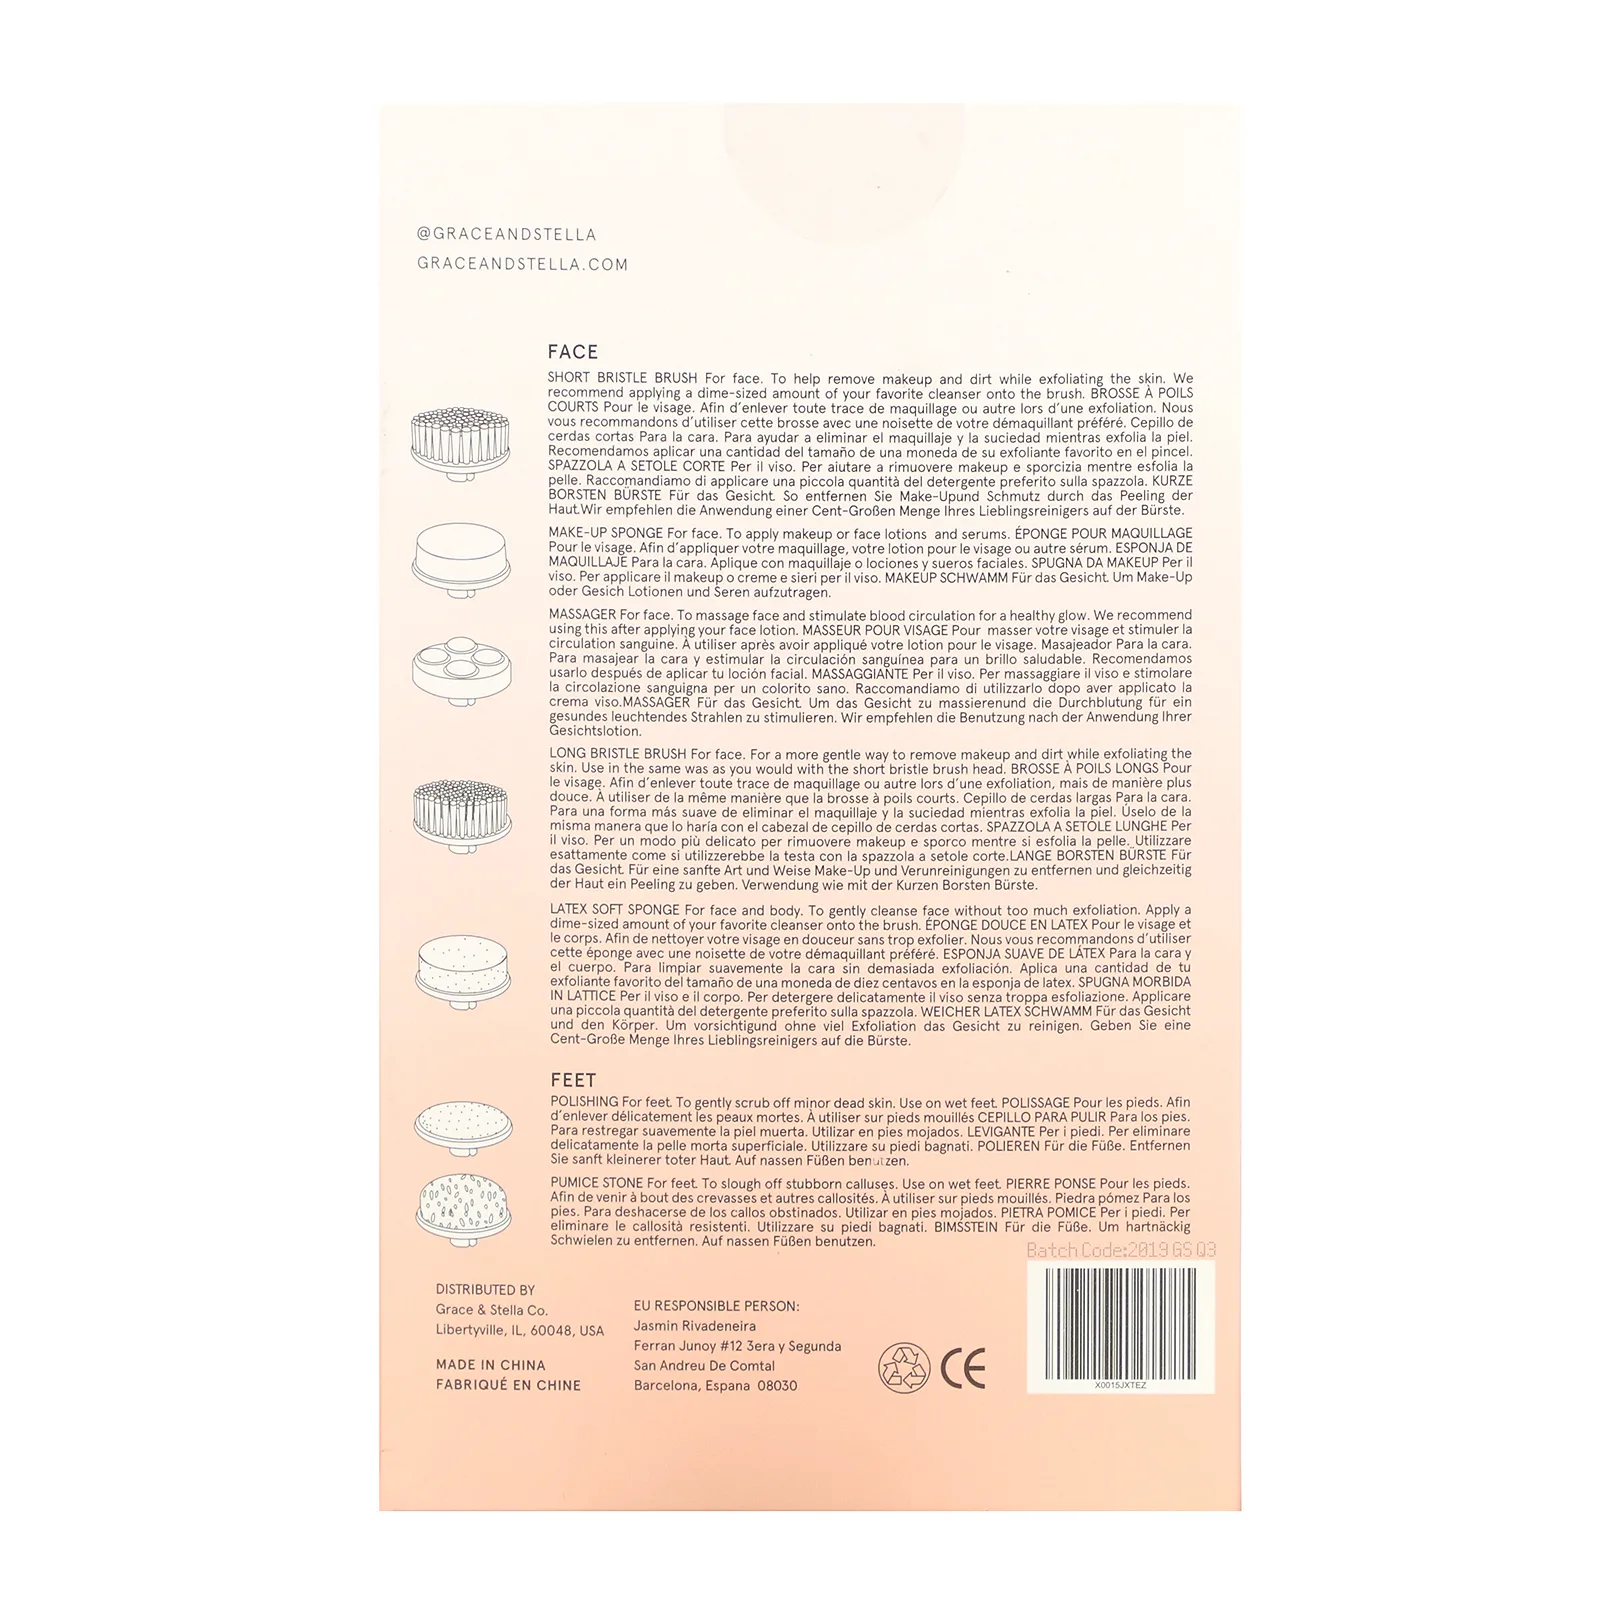 @GRACEANDSTELLA
GRACEANDSTELLA.COM
FACE
SHORT BRISTLE BRUSH For face. To help remove makeup and dirt while exfoliating the skin. We
recommend applying a dime-sized amount of your favorite cleanser onto the brush. BROSSE À POILS
COURTS Pour le visage. Afin d'enlever toute trace de maquillage ou autre lors d'une exfoliation. Nous
vous recommandons d'utiliser cette brosse avec une noisette de votre démaquillant préféré. Cepillo de
cerdas cortas Para la cara. Para ayudar a eliminar el maquillaje y la suciedad mientras exfolia la piel.
Recomendamos aplicar una cantidad del tamaño de una moneda de su exfoliante favorito en el pincel.
SPAZZOLA A SETOLE CORTE Per il viso. Per aiutare a rimuovere makeup e sporcizia mentre esfolia la
pelle. Raccomandiamo di applicare una piccola quantità del detergente preferito sulla spazzola. KURZE
BORSTEN BÜRSTE Für das Gesicht. So entfernen Sie Make-Upund Schmutz durch das Peeling der
Haut.Wir empfehlen die Anwendung einer Cent-Großen Menge Ihres Lieblingsreinigers auf der Bürste.
MAKE-UP SPONGE For face. To apply makeup or face lotions and serums. ÉPONGE POUR MAQUILLAGE
Pour le visage. Afin d'appliquer votre maquillage, votre lotion pour le visage ou autre sérum. ESPONJA DE
MAQUILLAJE Para la cara. Aplique con maquillaje o lociones y sueros faciales. SPUGNA DA MAKEUP Per il
viso. Per applicare il makeup o creme e sieri per il viso. MAKEUP SCHWAMM Für das Gesicht. Um Make-Up
oder Gesich Lotionen und Seren aufzutragen.
MASSAGER For face. To massage face and stimulate blood circulation for a healthy glow. We recommend
using this after applying your face lotion. MASSEUR POUR VISAGE Pour masser votre visage et stimuler la
circulation sanguine. À utiliser après avoir appliqué votre lotion pour le visage. Masajeador Para la cara.
Para masajear la cara y estimular la circulación sanguínea para un brillo saludable. Recomendamos
usarlo después de aplicar tu loción facial. MASSAGGIANTE Per il viso. Per massaggiare il viso e stimolare
la circolazione sanguigna per un colorito sano. Raccomandiamo di utilizzarlo dopo aver applicato la
crema viso.MASSAGER Für das Gesicht. Um das Gesicht zu massierenund die Durchblutung für ein
gesundes leuchtendes Strahlen zu stimulieren. Wir empfehlen die Benutzung nach der Anwendung Ihrer
Gesichtslotion.
LONG BRISTLE BRUSH For face. For a more gentle way to remove makeup and dirt while exfoliating the
skin. Use in the same was as you would with the short bristle brush head. BROSSE À POILS LONGS Pour
le visage. Afin d'enlever toute trace de maquillage ou autre lors d'une exfoliation, mais de manière plus
douce. À utiliser de la même manière que la brosse à poils courts. Cepillo de cerdas largas Para la cara.
Para una forma más suave de eliminar el maquillaje y la suciedad mientras exfolia la piel. Úselo de la
misma manera que lo haría con el cabezal de cepillo de cerdas cortas. SPAZZOLA A SETOLE LUNGHE Per
il viso. Per un modo più delicato per rimuovere makeup e sporco mentre si esfolia la pelle. Utilizzare
esattamente come si utilizzerebbe la testa con la spazzola a setole corte.LANGE BORSTEN BÜRSTE Für
das Gesicht. Für eine sanfte Art und Weise Make-Up und Verunreinigungen zu entfernen und gleichzeitig
der Haut ein Peeling zu geben. Verwendung wie mit der Kurzen Borsten Bürste.
LATEX SOFT SPONGE For face and body. To gently cleanse face without too much exfoliation. Apply a
dime-sized amount of your favorite cleanser onto the brush. ÉPONGE DOUCE EN LATEX Pour le visage et
le corps. Afin de nettoyer votre visage en douceur sans trop exfolier. Nous vous recommandons d'utiliser
cette éponge avec une noisette de votre démaquillant préféré. ESPONJA SUAVE DE LÁTEX Para la cara y
el cuerpo. Para limpiar suavemente la cara sin demasiada exfoliación. Aplica una cantidad de tu
exfoliante favorito del tamaño de una moneda de diez centavos en la esponja de latex. SPUGNA MORBIDA
IN LATTICE Per il viso e il corpo. Per detergere delicatamente il viso senza troppa esfoliazione. Applicare
una piccola quantità del detergente preferito sulla spazzola. WEICHER LATEX SCHWAMM Für das Gesicht
und den Körper. Um vorsichtigund ohne viel Exfoliation das Gesicht zu reinigen. Geben Sie eine
Cent-Große Menge Ihres Lieblingsreinigers auf die Bürste.
FEET
POLISHING For feet. To gently scrub off minor dead skin. Use on wet feet. POLISSAGE Pour les pieds. Afin
d'enlever délicatement les peaux mortes. À utiliser sur pieds mouillés CEPILLO PARA PULIR Para los pies.
Para restregar suavemente la piel muerta. Utilizar en pies mojados. LEVIGANTE Per i piedi. Per eliminare
delicatamente la pelle morta superficiale. Utilizzare su piedi bagnati. POLIEREN Für die Füße. Entfernen
Sie sanft kleinerer toter Haut. Auf nassen Füßen benutzen.
PUMICE STONE For feet. To slough off stubborn calluses. Use on wet feet. PIERRE PONSE Pour les pieds.
Afin de venir à bout des crevasses et autres callosités. À utiliser sur pieds mouillés. Piedra pómez Para los
pies. Para deshacerse de los callos obstinados. Utilizar en pies mojados. PIETRA POMICE Per i piedi. Per
eliminare le callosità resistenti. Utilizzare su piedi bagnati. BIMSSTEIN Für die Füße. Um hartnäckig
Schwielen zu entfernen. Auf nassen Füßen benutzen.
Batch Code:2019 GS Q3
DISTRIBUTED BY
Grace & Stella Co.
Libertyville, IL, 60048, USA
MADE IN CHINA
FABRIQUÉ EN CHINE
EU RESPONSIBLE PERSON:
Jasmin Rivadeneira
Ferran Junoy #12 3era y Segunda
San Andreu De Comtal
Barcelona, Espana 08030
CE
X0015JXTEZ